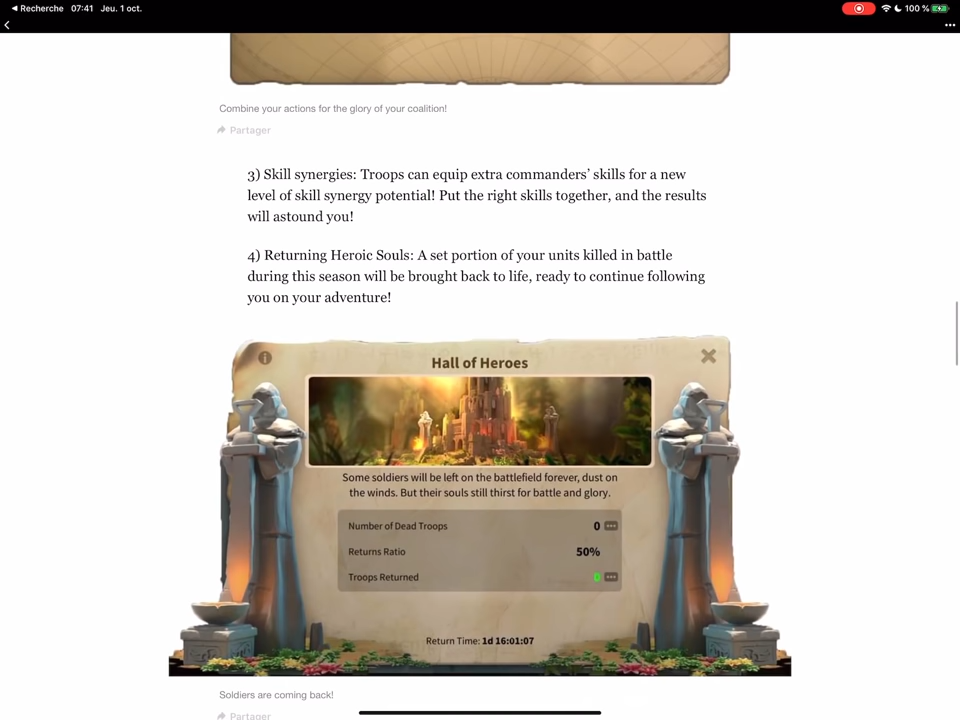 Recherche 07:41 Jeu. 1 oct. 100 %
Combine your actions for the glory of your coalition!
Partager
3) Skill synergies: Troops can equip extra commanders’ skills for a new
level of skill synergy potential! Put the right skills together, and the results
will astound you!
4) Returning Heroic Souls: A set portion of your units killed in battle
during this season will be brought back to life, ready to continue following
you on your adventure!
Hall of Heroes
Some soldiers will be left on the battlefield forever, dust on
the winds. But their souls still thirst for battle and glory.
Number of Dead Troops 0
Returns Ratio 50%
Troops Returned 0
Return Time: 1d 16:01:07
Soldiers are coming back!
Partager